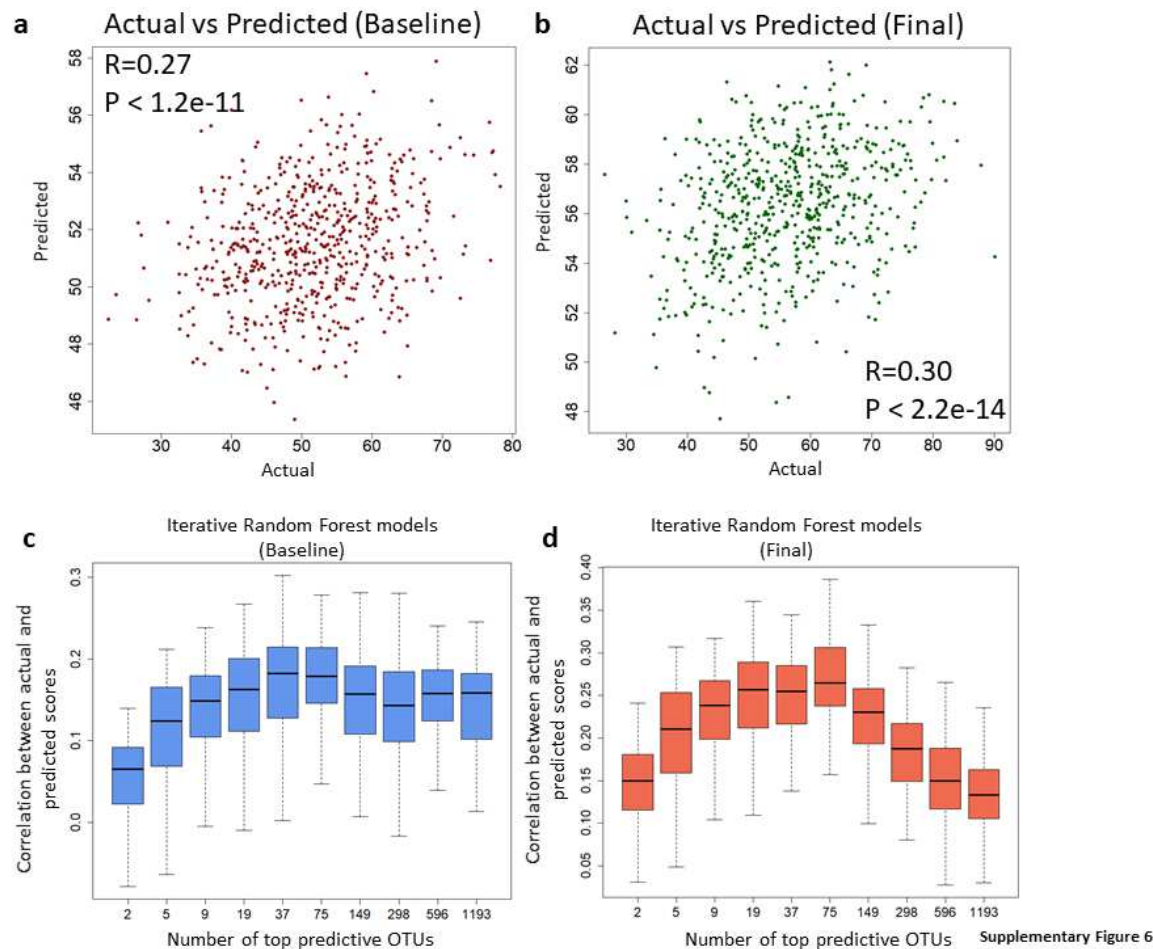 a Actual vs Predicted (Baseline)
R=0.27
P < 1.2e-11
Predicted
58
56
54
52
50
48
46
30 40 50 60 70 80
Actual
b Actual vs Predicted (Final)
Predicted
62
60
58
56
54
52
50
48
R=0.30
P < 2.2e-14
30 40 50 60 70 80 90
Actual
c
Iterative Random Forest models
(Baseline)
Correlation between actual and
predicted scores
0.3
0.2
0.1
0.0
2 5 9 19 37 75 149 298 596 1193
Number of top predictive OTUs
d
Iterative Random Forest models
(Final)
Correlation between actual and
predicted scores
0.40
0.35
0.30
0.25
0.20
0.15
0.10
0.05
2 5 9 19 37 75 149 298 596 1193
Number of top predictive OTUs
Supplementary Figure 6